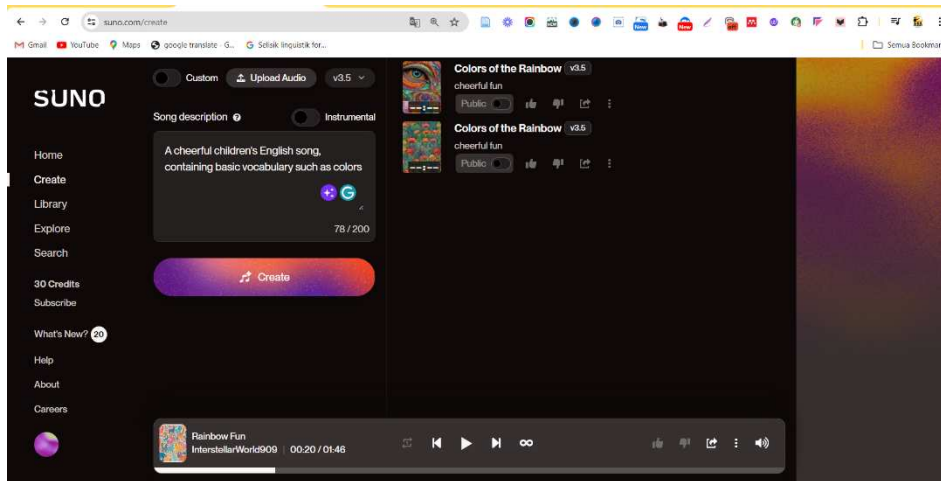 suno.com/create
Gmail
YouTube
Maps
google translate - G...
Selisik linguistik for...
Semua Bookmar
SUNO
Home
Create
Library
Explore
Search
30 Credits
Subscribe
What's New? 20
Help
About
Careers
Custom
Upload Audio
v3.5
Song description
Instrumental
A cheerful children's English song,
containing basic vocabulary such as colors
78 / 200
Create
Colors of the Rainbow v3.5
cheerful fun
Public
Colors of the Rainbow v3.5
cheerful fun
Public
Rainbow Fun
InterstellarWorld909 00:20 / 01:46